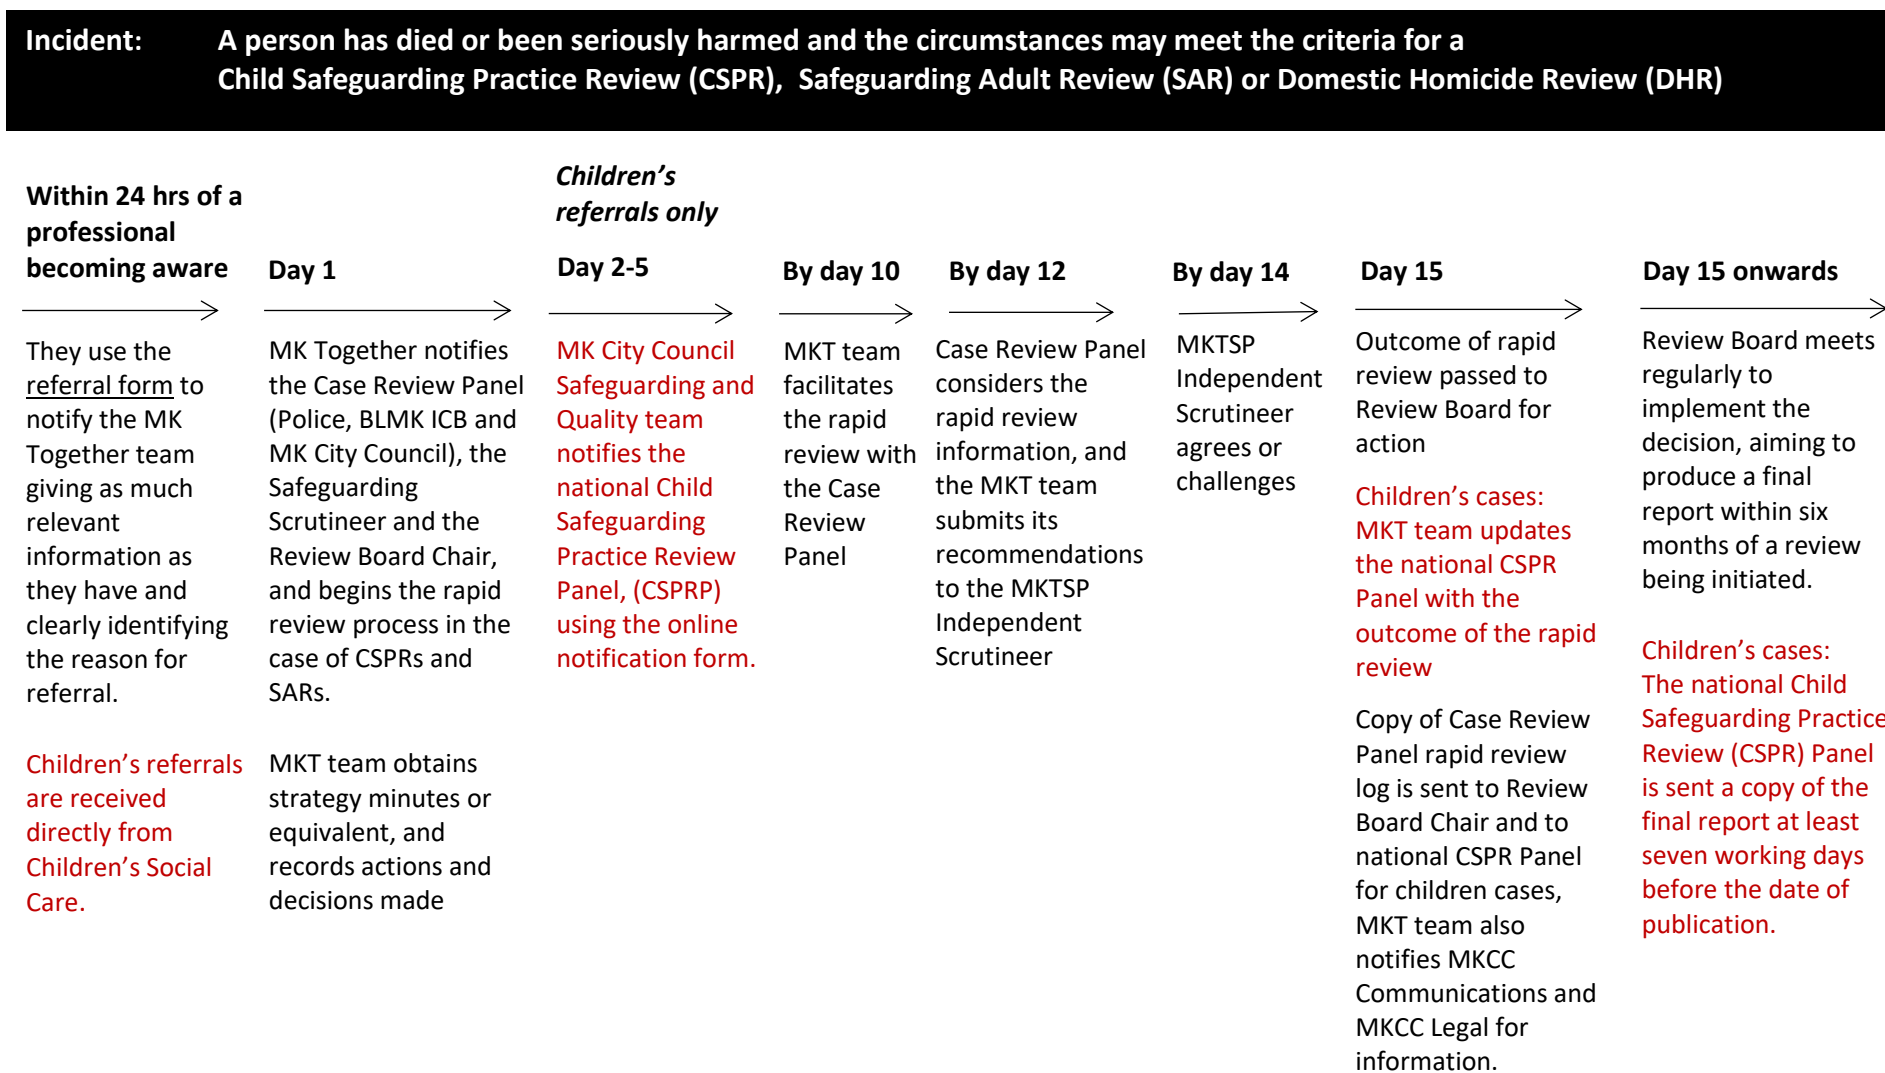 Incident: A person has died or been seriously harmed and the circumstances may meet the criteria for a
Child Safeguarding Practice Review (CSPR), Safeguarding Adult Review (SAR) or Domestic Homicide Review (DHR)
Within 24 hrs of a
professional
becoming aware
They use the
referral form to
notify the MK
Together team
giving as much
relevant
information as
they have and
clearly identifying
the reason for
referral.
Children’s referrals
are received
directly from
Children’s Social
Care.
Day 1
MK Together notifies
the Case Review Panel
(Police, BLMK ICB and
MK City Council), the
Safeguarding
Scrutineer and the
Review Board Chair,
and begins the rapid
review process in the
case of CSPRs and
SARs.
MKT team obtains
strategy minutes or
equivalent, and
records actions and
decisions made
Children’s
referrals only
Day 2-5
MK City Council
Safeguarding and
Quality team
notifies the
national Child
Safeguarding
Practice Review
Panel, (CSPRP)
using the online
notification form.
By day 10
MKT team
facilitates
the rapid
review with
the Case
Review
Panel
By day 12
Case Review Panel
considers the
rapid review
information, and
the MKT team
submits its
recommendations
to the MKTSP
Independent
Scrutineer
By day 14
MKTSP
Independent
Scrutineer
agrees or
challenges
Day 15
Outcome of rapid
review passed to
Review Board for
action
Children’s cases:
MKT team updates
the national CSPR
Panel with the
outcome of the rapid
review
Copy of Case Review
Panel rapid review
log is sent to Review
Board Chair and to
national CSPR Panel
for children cases,
MKT team also
notifies MKCC
Communications and
MKCC Legal for
information.
Day 15 onwards
Review Board meets
regularly to
implement the
decision, aiming to
produce a final
report within six
months of a review
being initiated.
Children’s cases:
The national Child
Safeguarding Practice
Review (CSPR) Panel
is sent a copy of the
final report at least
seven working days
before the date of
publication.